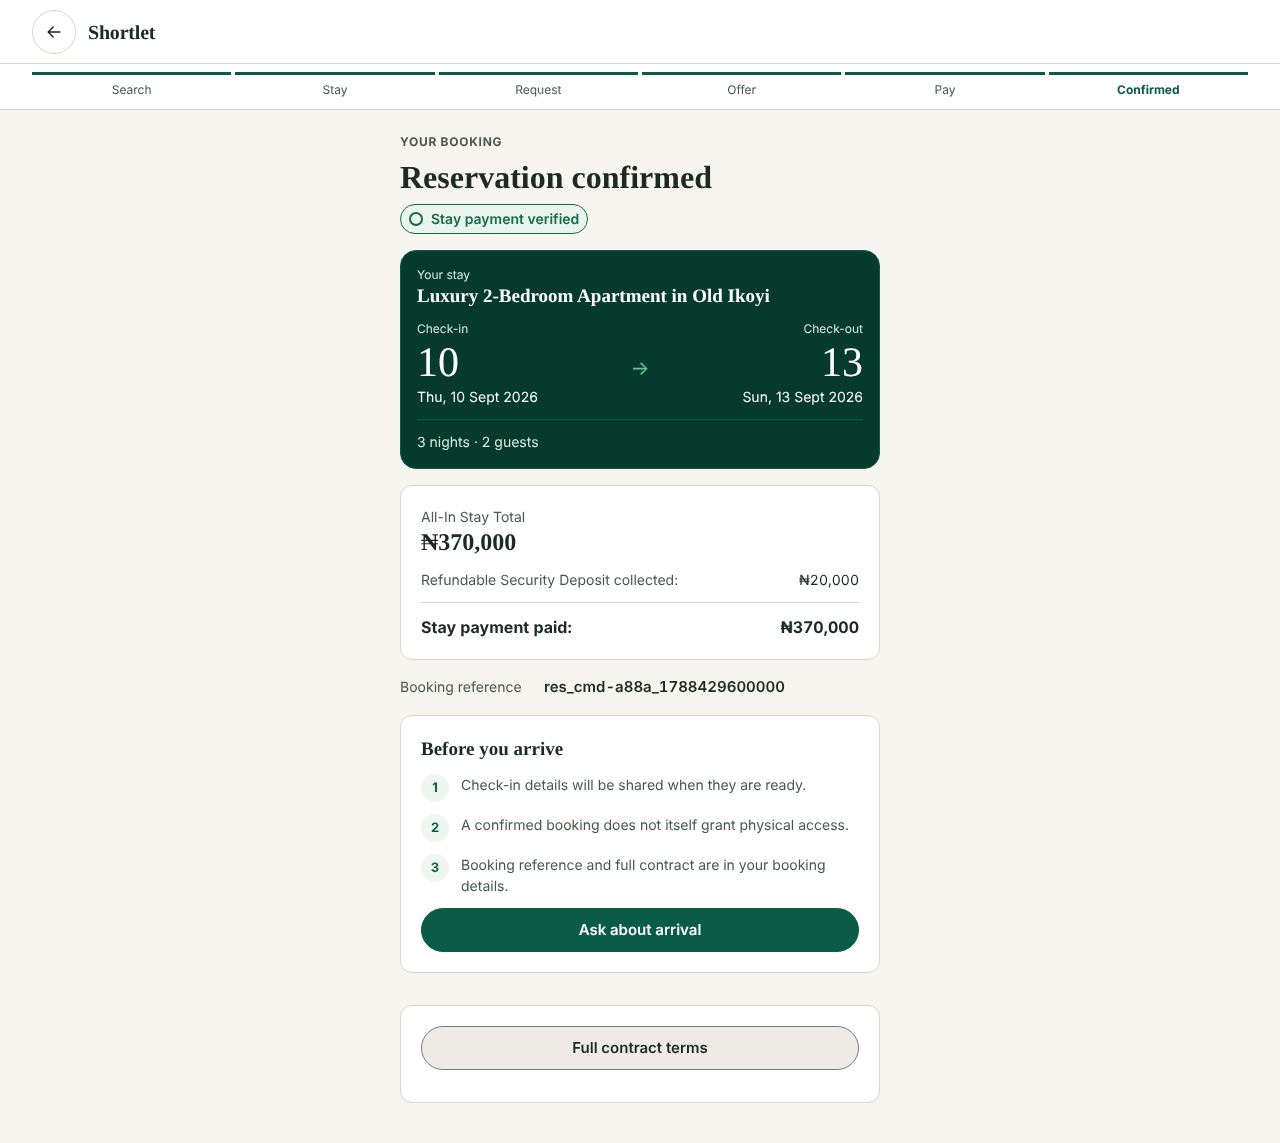 Shortlet
Search
Stay
Request
Offer
Pay
Confirmed
YOUR BOOKING
Reservation confirmed
Stay payment verified
Your stay
Luxury 2-Bedroom Apartment in Old Ikoyi
Check-in
Check-out
10
→
13
Thu, 10 Sept 2026
Sun, 13 Sept 2026
3 nights · 2 guests
All-In Stay Total
₦370,000
Refundable Security Deposit collected:
₦20,000
Stay payment paid:
₦370,000
Booking reference
res_cmd-a88a_1788429600000
Before you arrive
1
Check-in details will be shared when they are ready.
2
A confirmed booking does not itself grant physical access.
3
Booking reference and full contract are in your booking
details.
Ask about arrival
Full contract terms